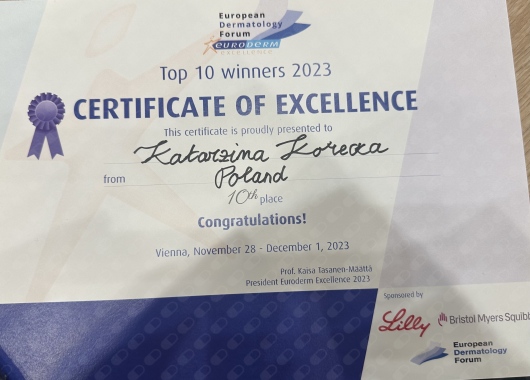 European
Dermatology
Forum
EURODERM
EXCELLENCE
Top 10 winners 2023
CERTIFICATE OF EXCELLENCE
This certificate is proudly presented to
Katarzina Korecka
from Poland
10th place
Congratulations!
Vienna, November 28 - December 1, 2023
Prof. Kaisa Tasanen-Määttä
President Euroderm Excellence 2023
Sponsored by
Lilly
Bristol Myers Squibb
European
Dermatology
Forum